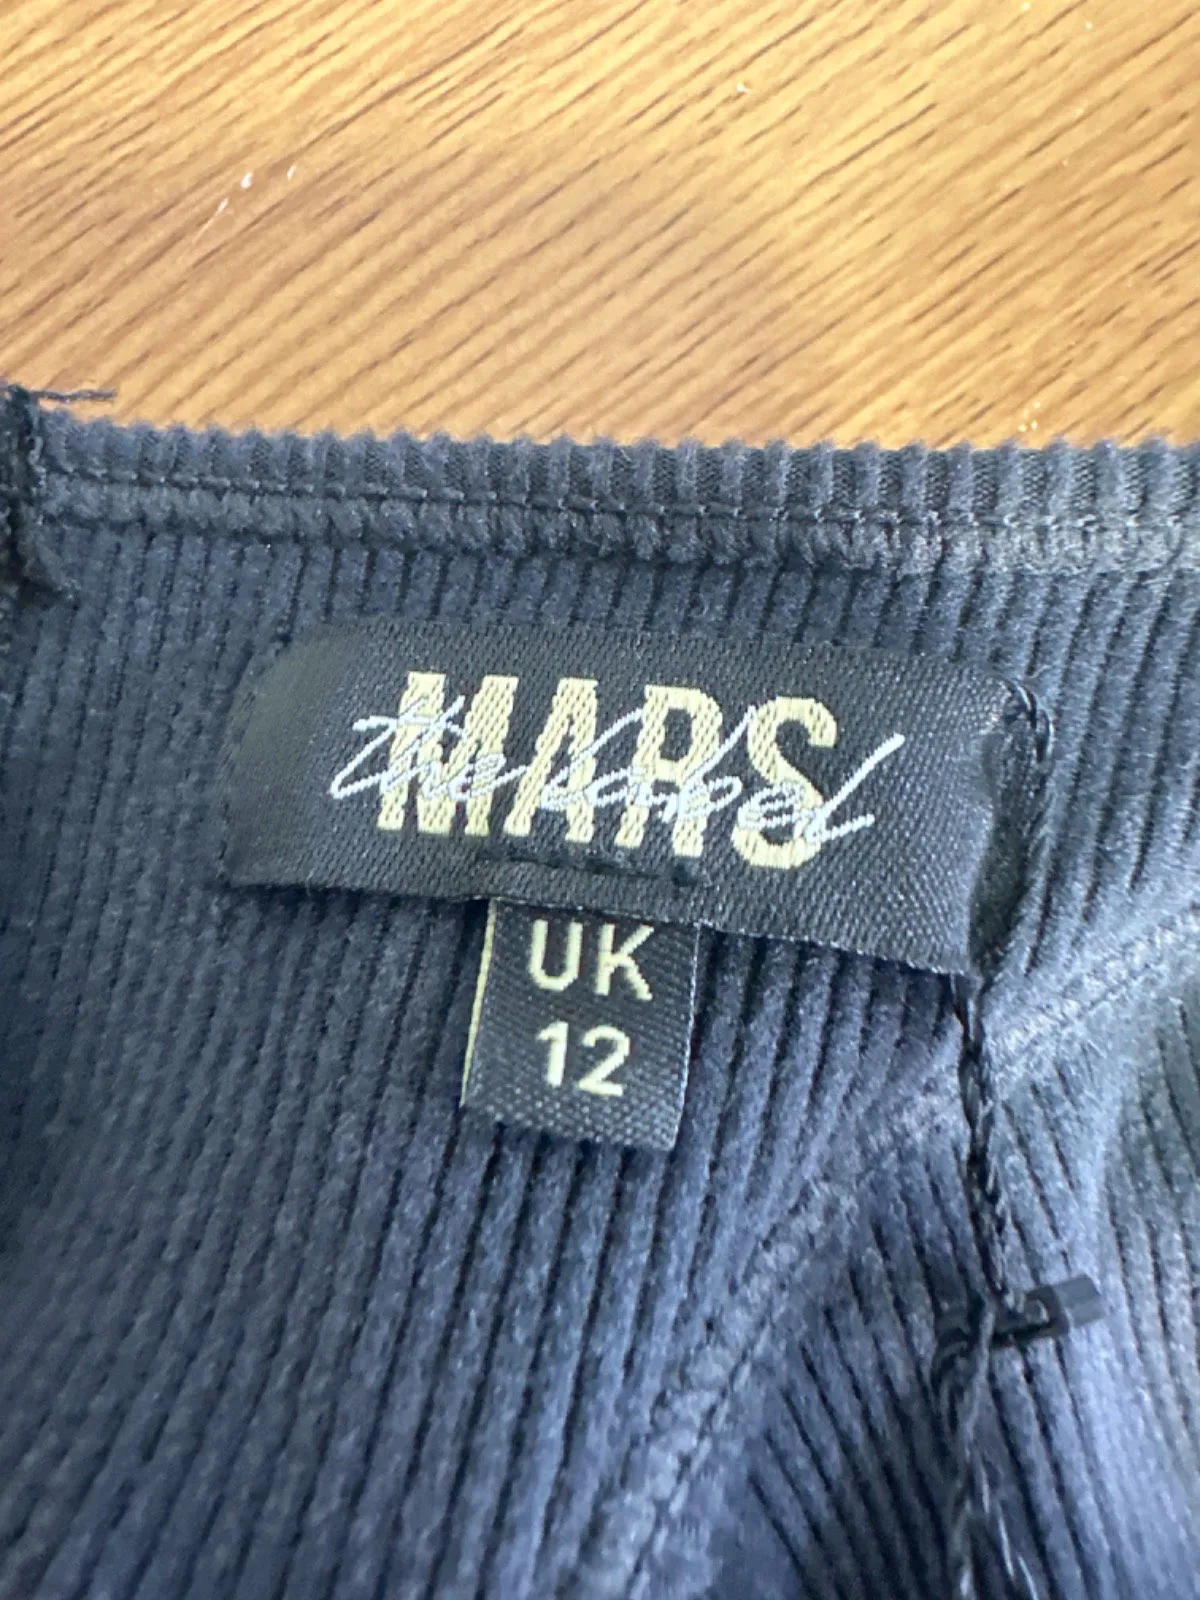 MARS
the label
UK
12